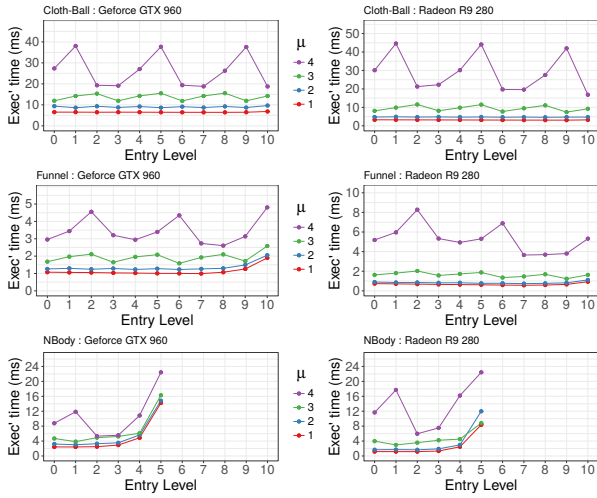 Cloth-Ball : Geforce GTX 960
Exec' time (ms)
40
30
20
10
0
0 1 2 3 4 5 6 7 8 9 10
Entry Level
μ
4
3
2
1
Cloth-Ball : Radeon R9 280
Exec' time (ms)
50
40
30
20
10
0
0 1 2 3 4 5 6 7 8 9 10
Entry Level
Funnel : Geforce GTX 960
Exec' time (ms)
5
4
3
2
1
0
0 1 2 3 4 5 6 7 8 9 10
Entry Level
μ
4
3
2
1
Funnel : Radeon R9 280
Exec' time (ms)
10
8
6
4
2
0
0 1 2 3 4 5 6 7 8 9 10
Entry Level
NBody : Geforce GTX 960
Exec' time (ms)
24
20
16
12
8
4
0
0 1 2 3 4 5 6 7 8 9 10
Entry Level
μ
4
3
2
1
NBody : Radeon R9 280
Exec' time (ms)
24
20
16
12
8
4
0
0 1 2 3 4 5 6 7 8 9 10
Entry Level